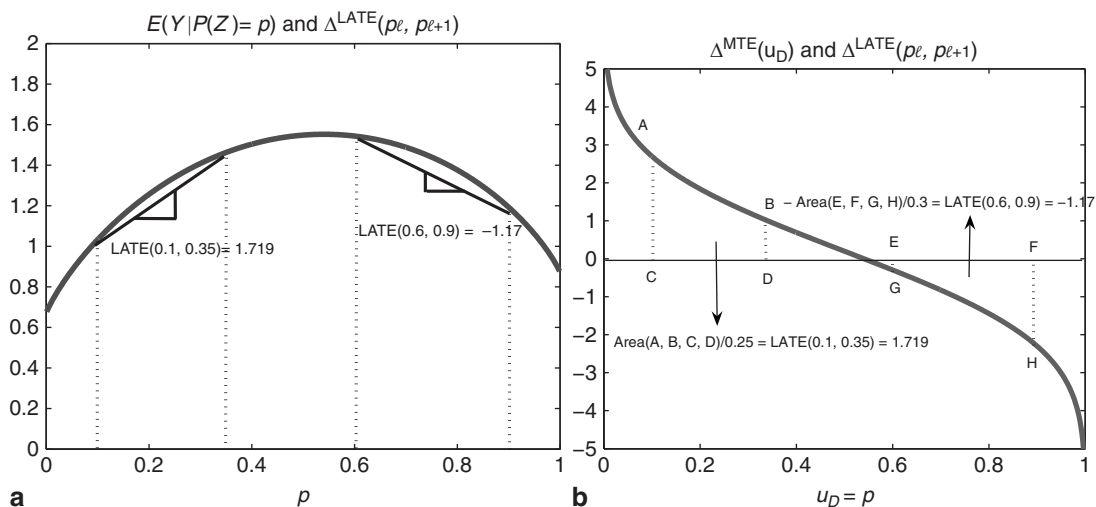 E(Y|P(Z)= p) and Δ^LATE(pℓ, pℓ+1)
2
1.8
1.6
1.4
1.2
1
0.8
0.6
0.4
0.2
0
LATE(0.1, 0.35)= 1.719
LATE(0.6, 0.9) = −1.17
0 0.2 0.4 0.6 0.8 1
p
a
Δ^MTE(u_D) and Δ^LATE(pℓ, pℓ+1)
5
4
3
2
1
0
−1
−2
−3
−4
−5
A
B
− Area(E, F, G, H)/0.3 = LATE(0.6, 0.9) = −1.17
E
F
C
D
G
H
Area(A, B, C, D)/0.25 = LATE(0.1, 0.35) = 1.719
0 0.2 0.4 0.6 0.8 1
u_D = p
b